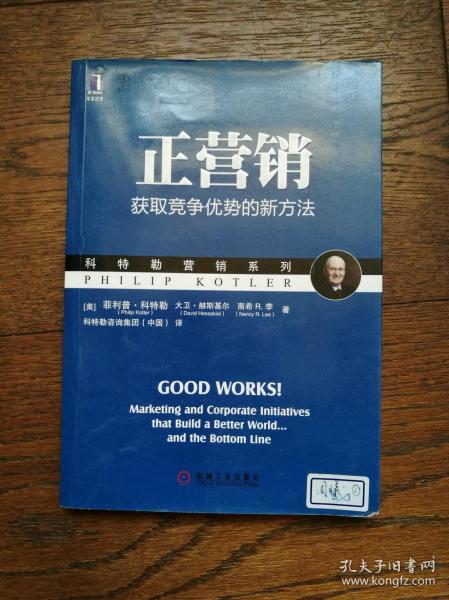 正营销
获取竞争优势的新方法
科特勒营销系列
PHILIP KOTLER
[美] 菲利普·科特勒 大卫·赫斯基尔 南希 R. 李 著
(Philip Kotler) (David Hessekiel) (Nancy R. Lee)
科特勒咨询集团(中国) 译
GOOD WORKS!
Marketing and Corporate Initiatives
that Build a Better World...
and the Bottom Line
机械工业出版社
China Machine Press
孔夫子旧书网
www.kongfz.com